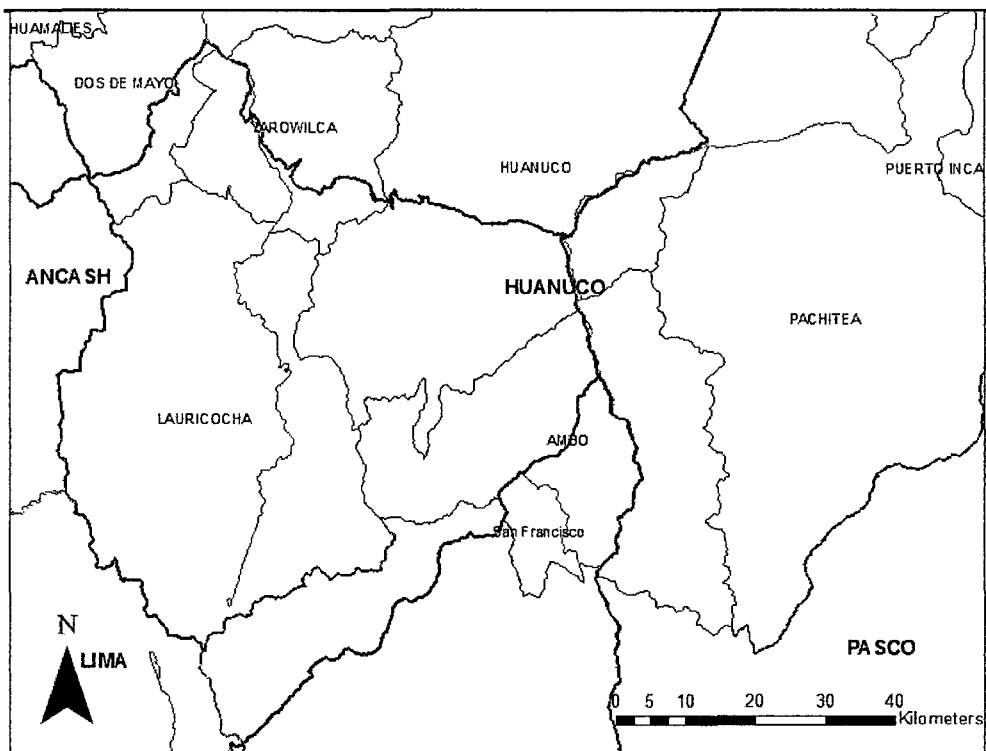 HUAMALIES
DOS DE MAYO
YAROWILCA
HUANUCO
PUERTO INCA
ANCASH
HUANUCO
PACHITEA
LAURICOCHA
AMBO
San Francisco
N
LIMA
PASCO
0 5 10 20 30 40
Kilometers